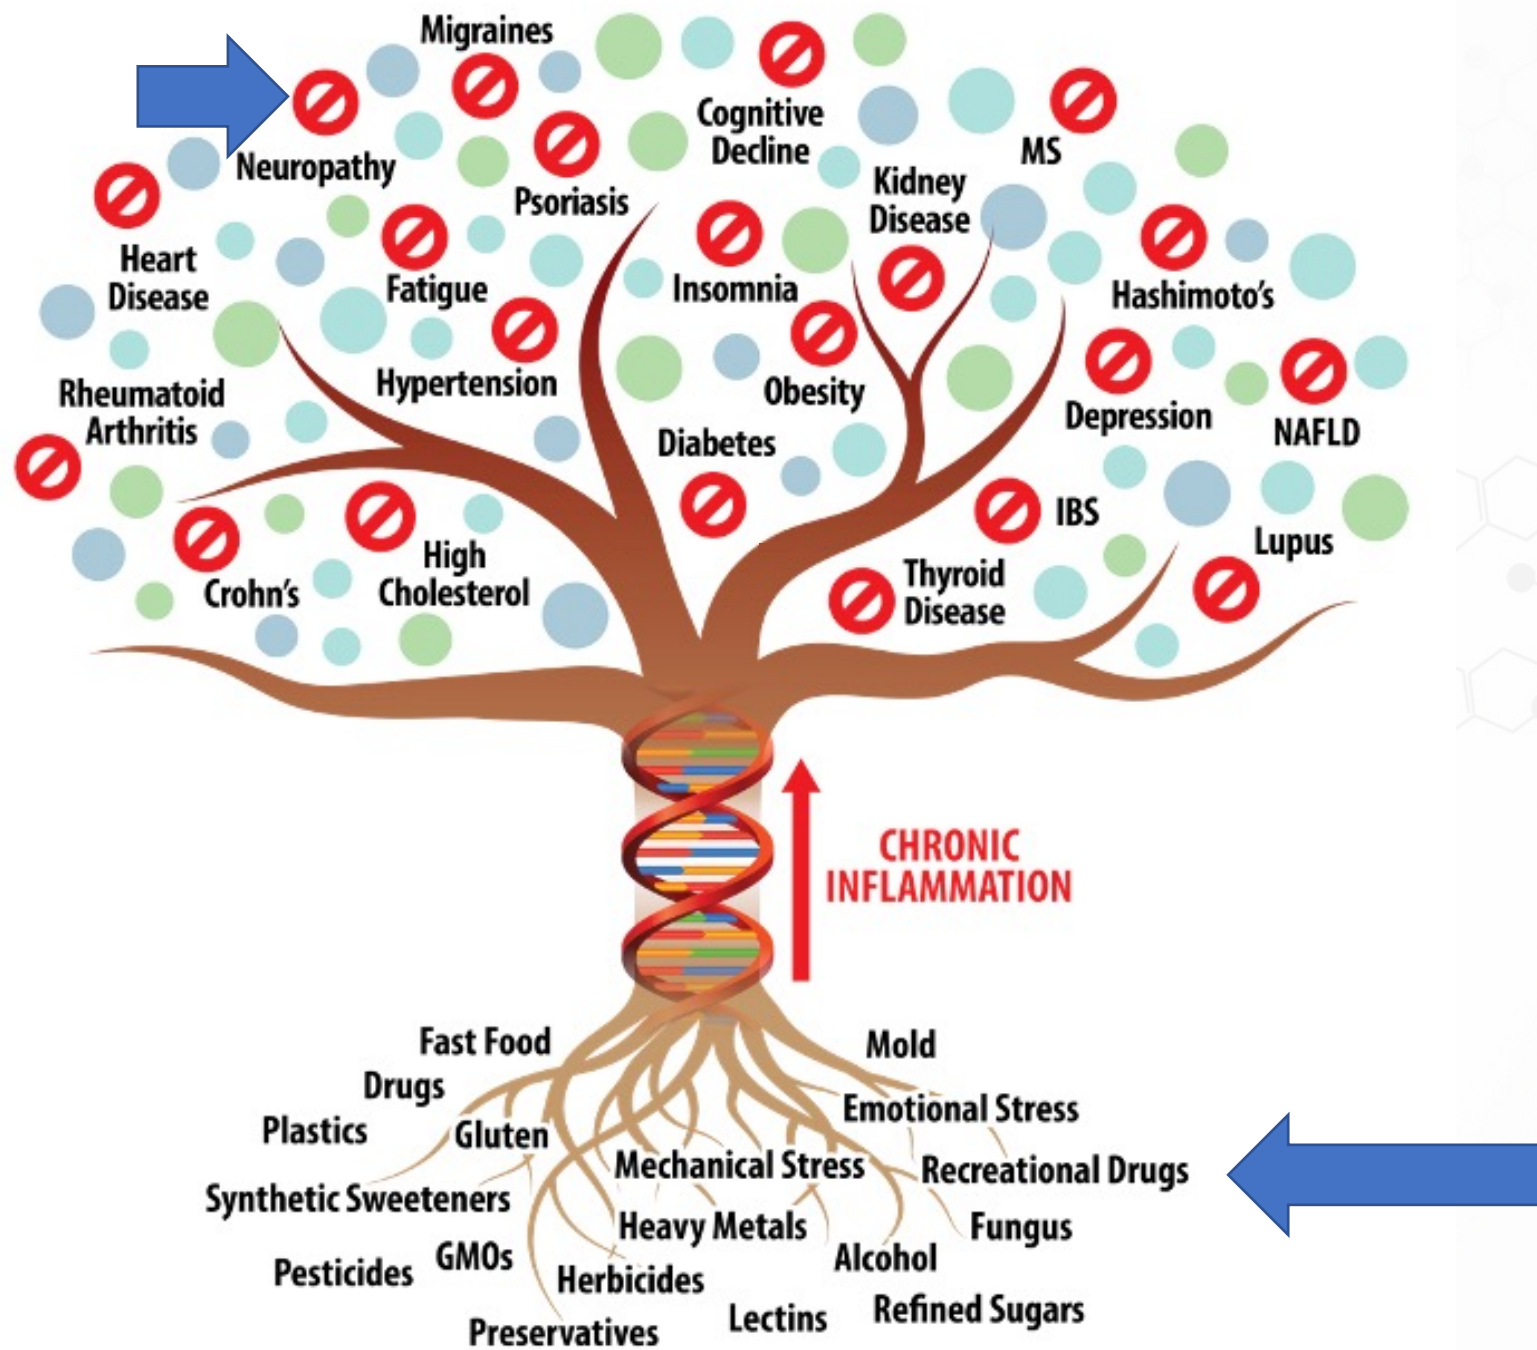 Migraines
Cognitive
Decline
MS
Neuropathy
Psoriasis
Kidney
Disease
Heart
Disease
Fatigue
Insomnia
Hashimoto's
Hypertension
Obesity
Rheumatoid
Arthritis
Depression
NAFLD
Diabetes
IBS
Lupus
Crohn's
High
Cholesterol
Thyroid
Disease
CHRONIC
INFLAMMATION
Fast Food
Mold
Drugs
Emotional Stress
Plastics
Gluten
Mechanical Stress
Recreational Drugs
Synthetic Sweeteners
Heavy Metals
Fungus
GMOs
Alcohol
Pesticides
Herbicides
Lectins
Refined Sugars
Preservatives